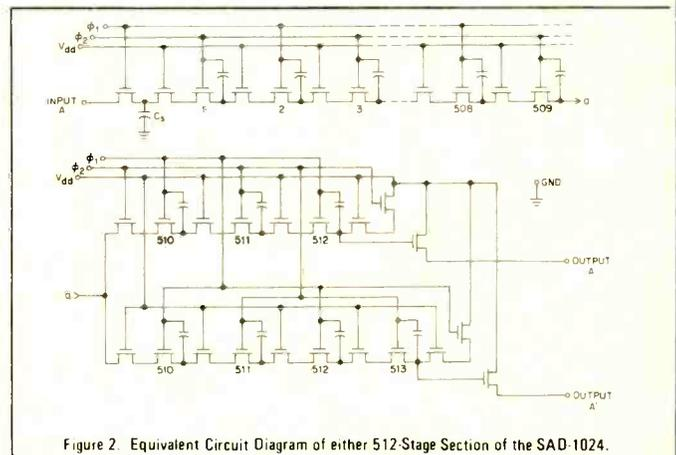 ϕ1
ϕ2
Vdd
INPUT A
Cs
1 2 3 508 509
a
ϕ1
ϕ2
Vdd
GND
510 511 512
OUTPUT A
a
510 511 512 513
OUTPUT A'
Figure 2. Equivalent Circuit Diagram of either 512-Stage Section of the SAD-1024.